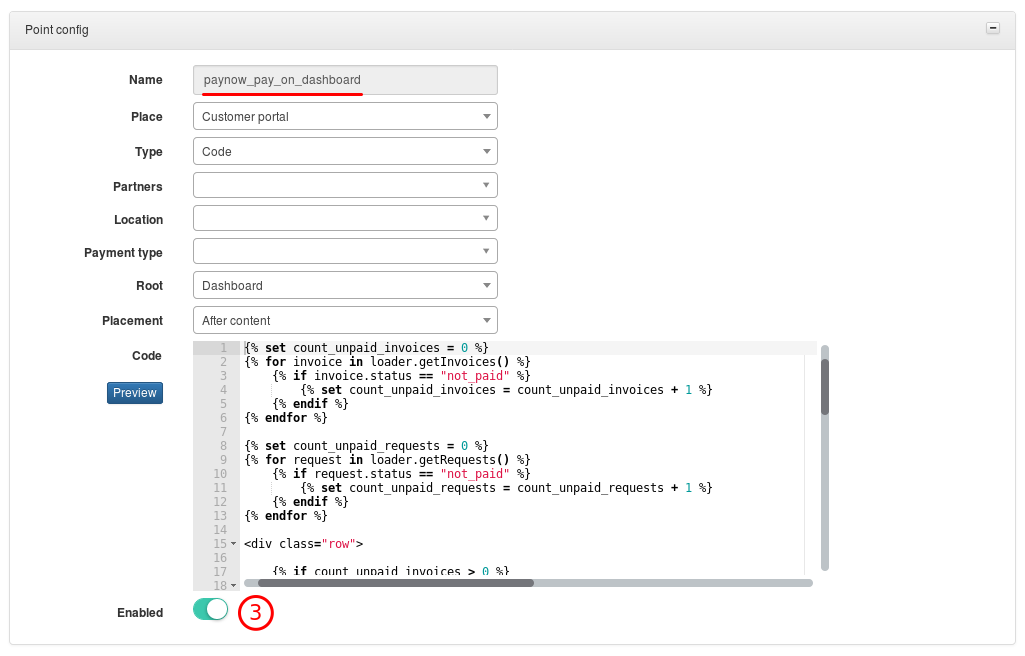 Point config
Name
paynow_pay_on_dashboard
Place
Customer portal
Type
Code
Partners
Location
Payment type
Root
Dashboard
Placement
After content
Code
Preview
1 {% set count_unpaid_invoices = 0 %}
2 {% for invoice in loader.getInvoices() %}
3     {% if invoice.status == "not_paid" %}
4         {% set count_unpaid_invoices = count_unpaid_invoices + 1 %}
5     {% endif %}
6 {% endfor %}
7
8 {% set count_unpaid_requests = 0 %}
9 {% for request in loader.getRequests() %}
10     {% if request.status == "not_paid" %}
11         {% set count_unpaid_requests = count_unpaid_requests + 1 %}
12     {% endif %}
13 {% endfor %}
14
15 <div class="row">
16
17     {% if count_unpaid_invoices > 0 %}
18
Enabled
3